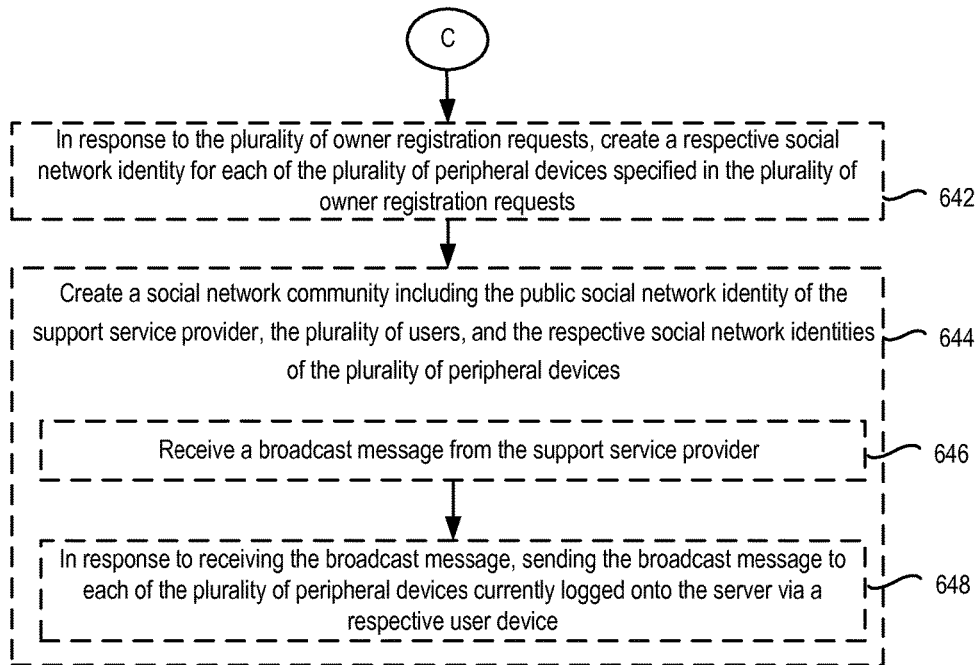 C
In response to the plurality of owner registration requests, create a respective social
network identity for each of the plurality of peripheral devices specified in the plurality of
owner registration requests
642
Create a social network community including the public social network identity of the
support service provider, the plurality of users, and the respective social network identities
of the plurality of peripheral devices
644
Receive a broadcast message from the support service provider
646
In response to receiving the broadcast message, sending the broadcast message to
each of the plurality of peripheral devices currently logged onto the server via a
respective user device
648